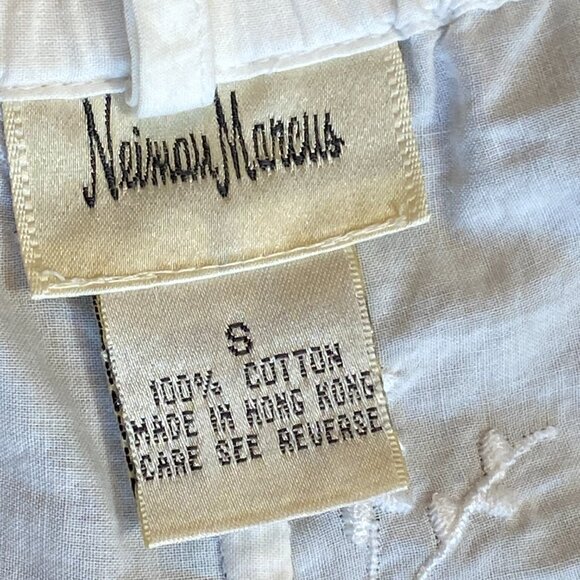 Neiman Marcus
S
100% COTTON
MADE IN HONG KONG
CARE SEE REVERSE